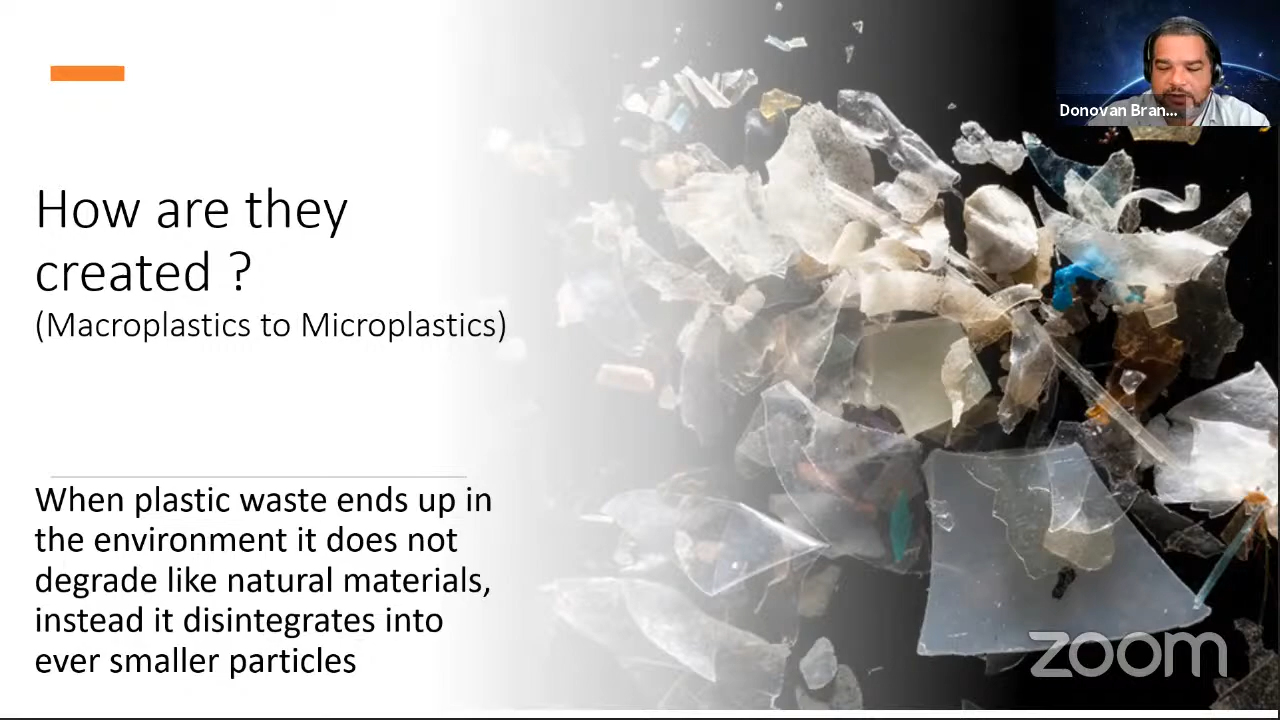 How are they
created ?
(Macroplastics to Microplastics)
When plastic waste ends up in
the environment it does not
degrade like natural materials,
instead it disintegrates into
ever smaller particles
Donovan Bran...
zoom